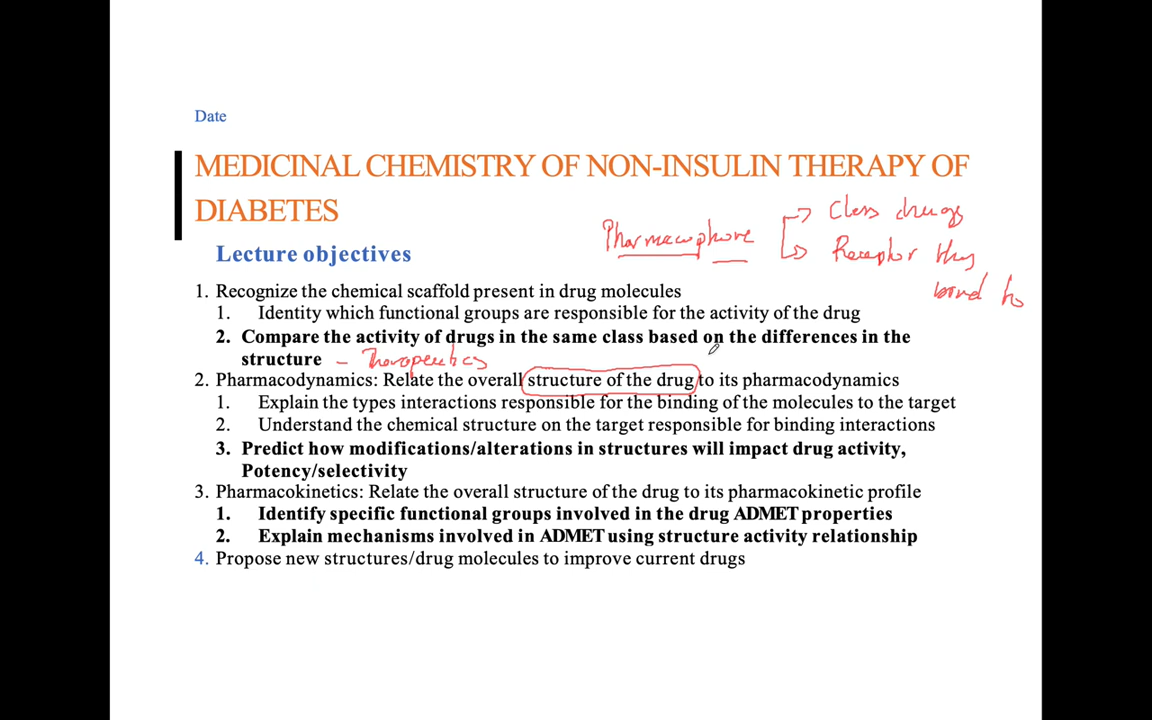 Date
MEDICINAL CHEMISTRY OF NON-INSULIN THERAPY OF
DIABETES
Class drugs
Pharmacophore
Receptor they
bind to
Lecture objectives
1. Recognize the chemical scaffold present in drug molecules
1. Identity which functional groups are responsible for the activity of the drug
2. Compare the activity of drugs in the same class based on the differences in the
structure - Therapeutics
2. Pharmacodynamics: Relate the overall structure of the drug to its pharmacodynamics
1. Explain the types interactions responsible for the binding of the molecules to the target
2. Understand the chemical structure on the target responsible for binding interactions
3. Predict how modifications/alterations in structures will impact drug activity,
Potency/selectivity
3. Pharmacokinetics: Relate the overall structure of the drug to its pharmacokinetic profile
1. Identify specific functional groups involved in the drug ADMET properties
2. Explain mechanisms involved in ADMET using structure activity relationship
4. Propose new structures/drug molecules to improve current drugs